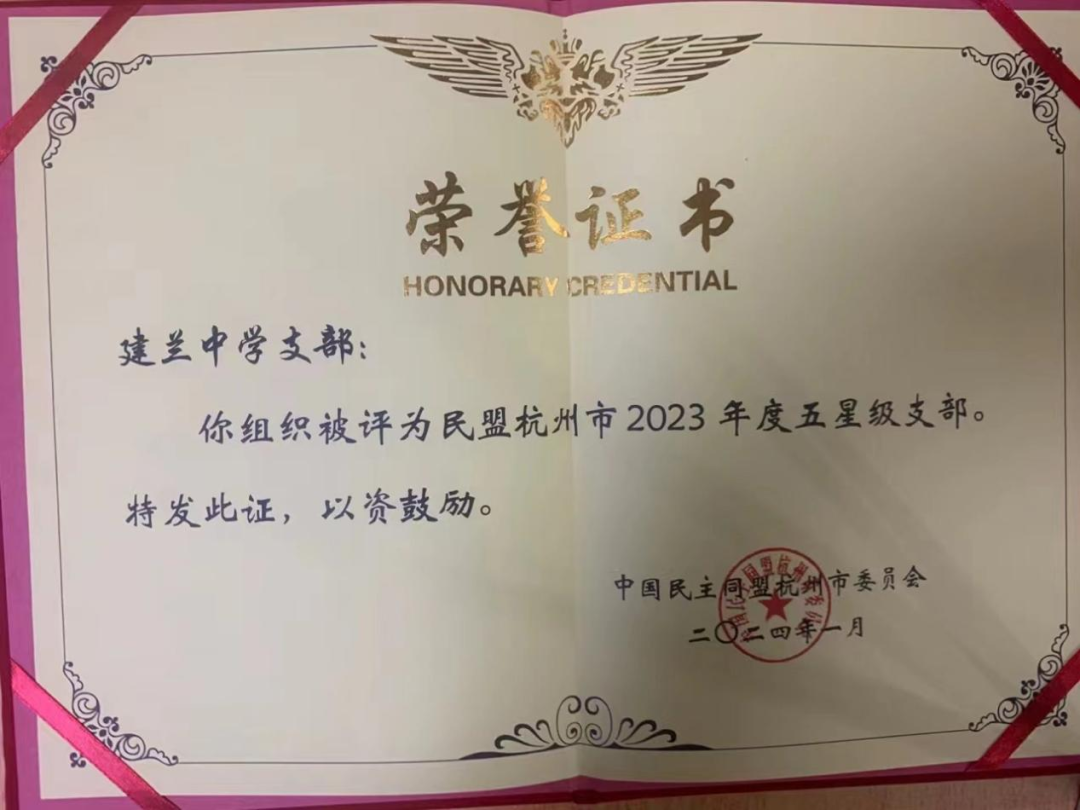 荣誉证书
HONORARY CREDENTIAL
建兰中学支部：
你组织被评为民盟杭州市2023年度五星级支部。
特发此证，以资鼓励。
中国民主同盟杭州市委员会
二〇二四年一月